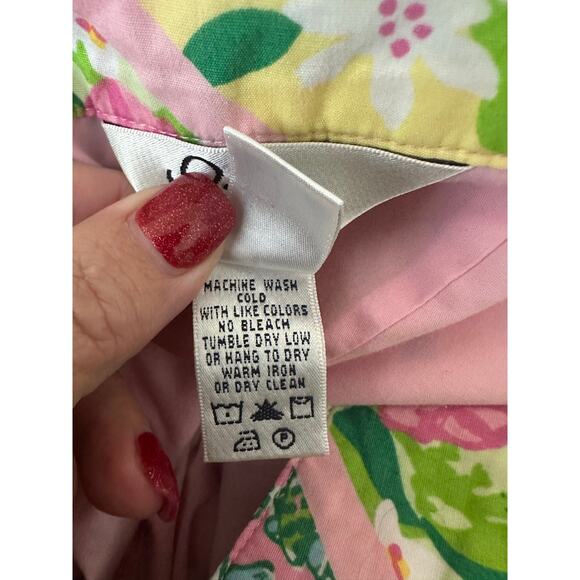 MACHINE WASH
COLD
WITH LIKE COLORS
NO BLEACH
TUMBLE DRY LOW
OR HANG TO DRY
WARM IRON
OR DRY CLEAN
P